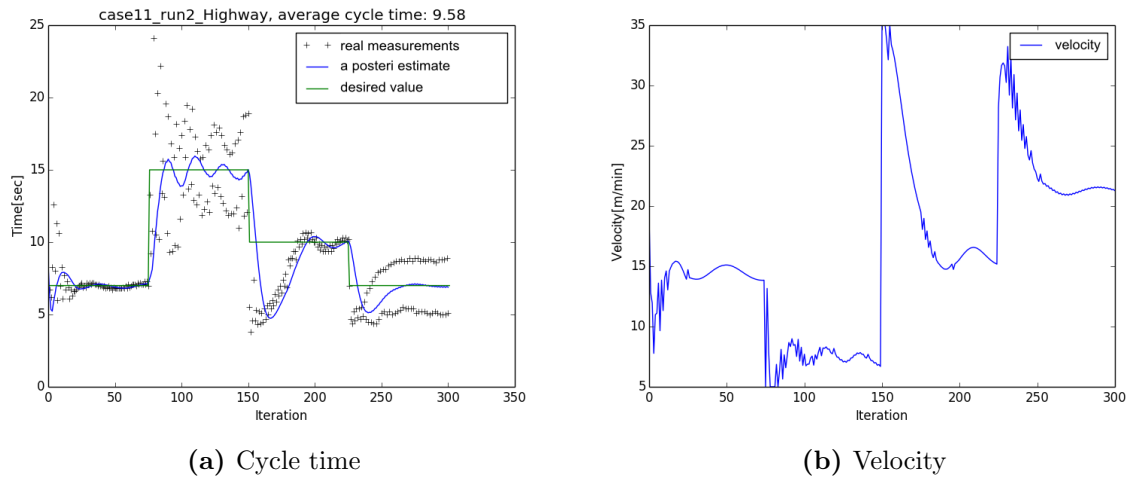 case11_run2_Highway, average cycle time: 9.58
25
20
15
10
5
0
Time[sec]
real measurements
a posteri estimate
desired value
0 50 100 150 200 250 300 350
Iteration
(a) Cycle time
35
30
25
20
15
10
5
Velocity[m/min]
velocity
0 50 100 150 200 250 300
Iteration
(b) Velocity